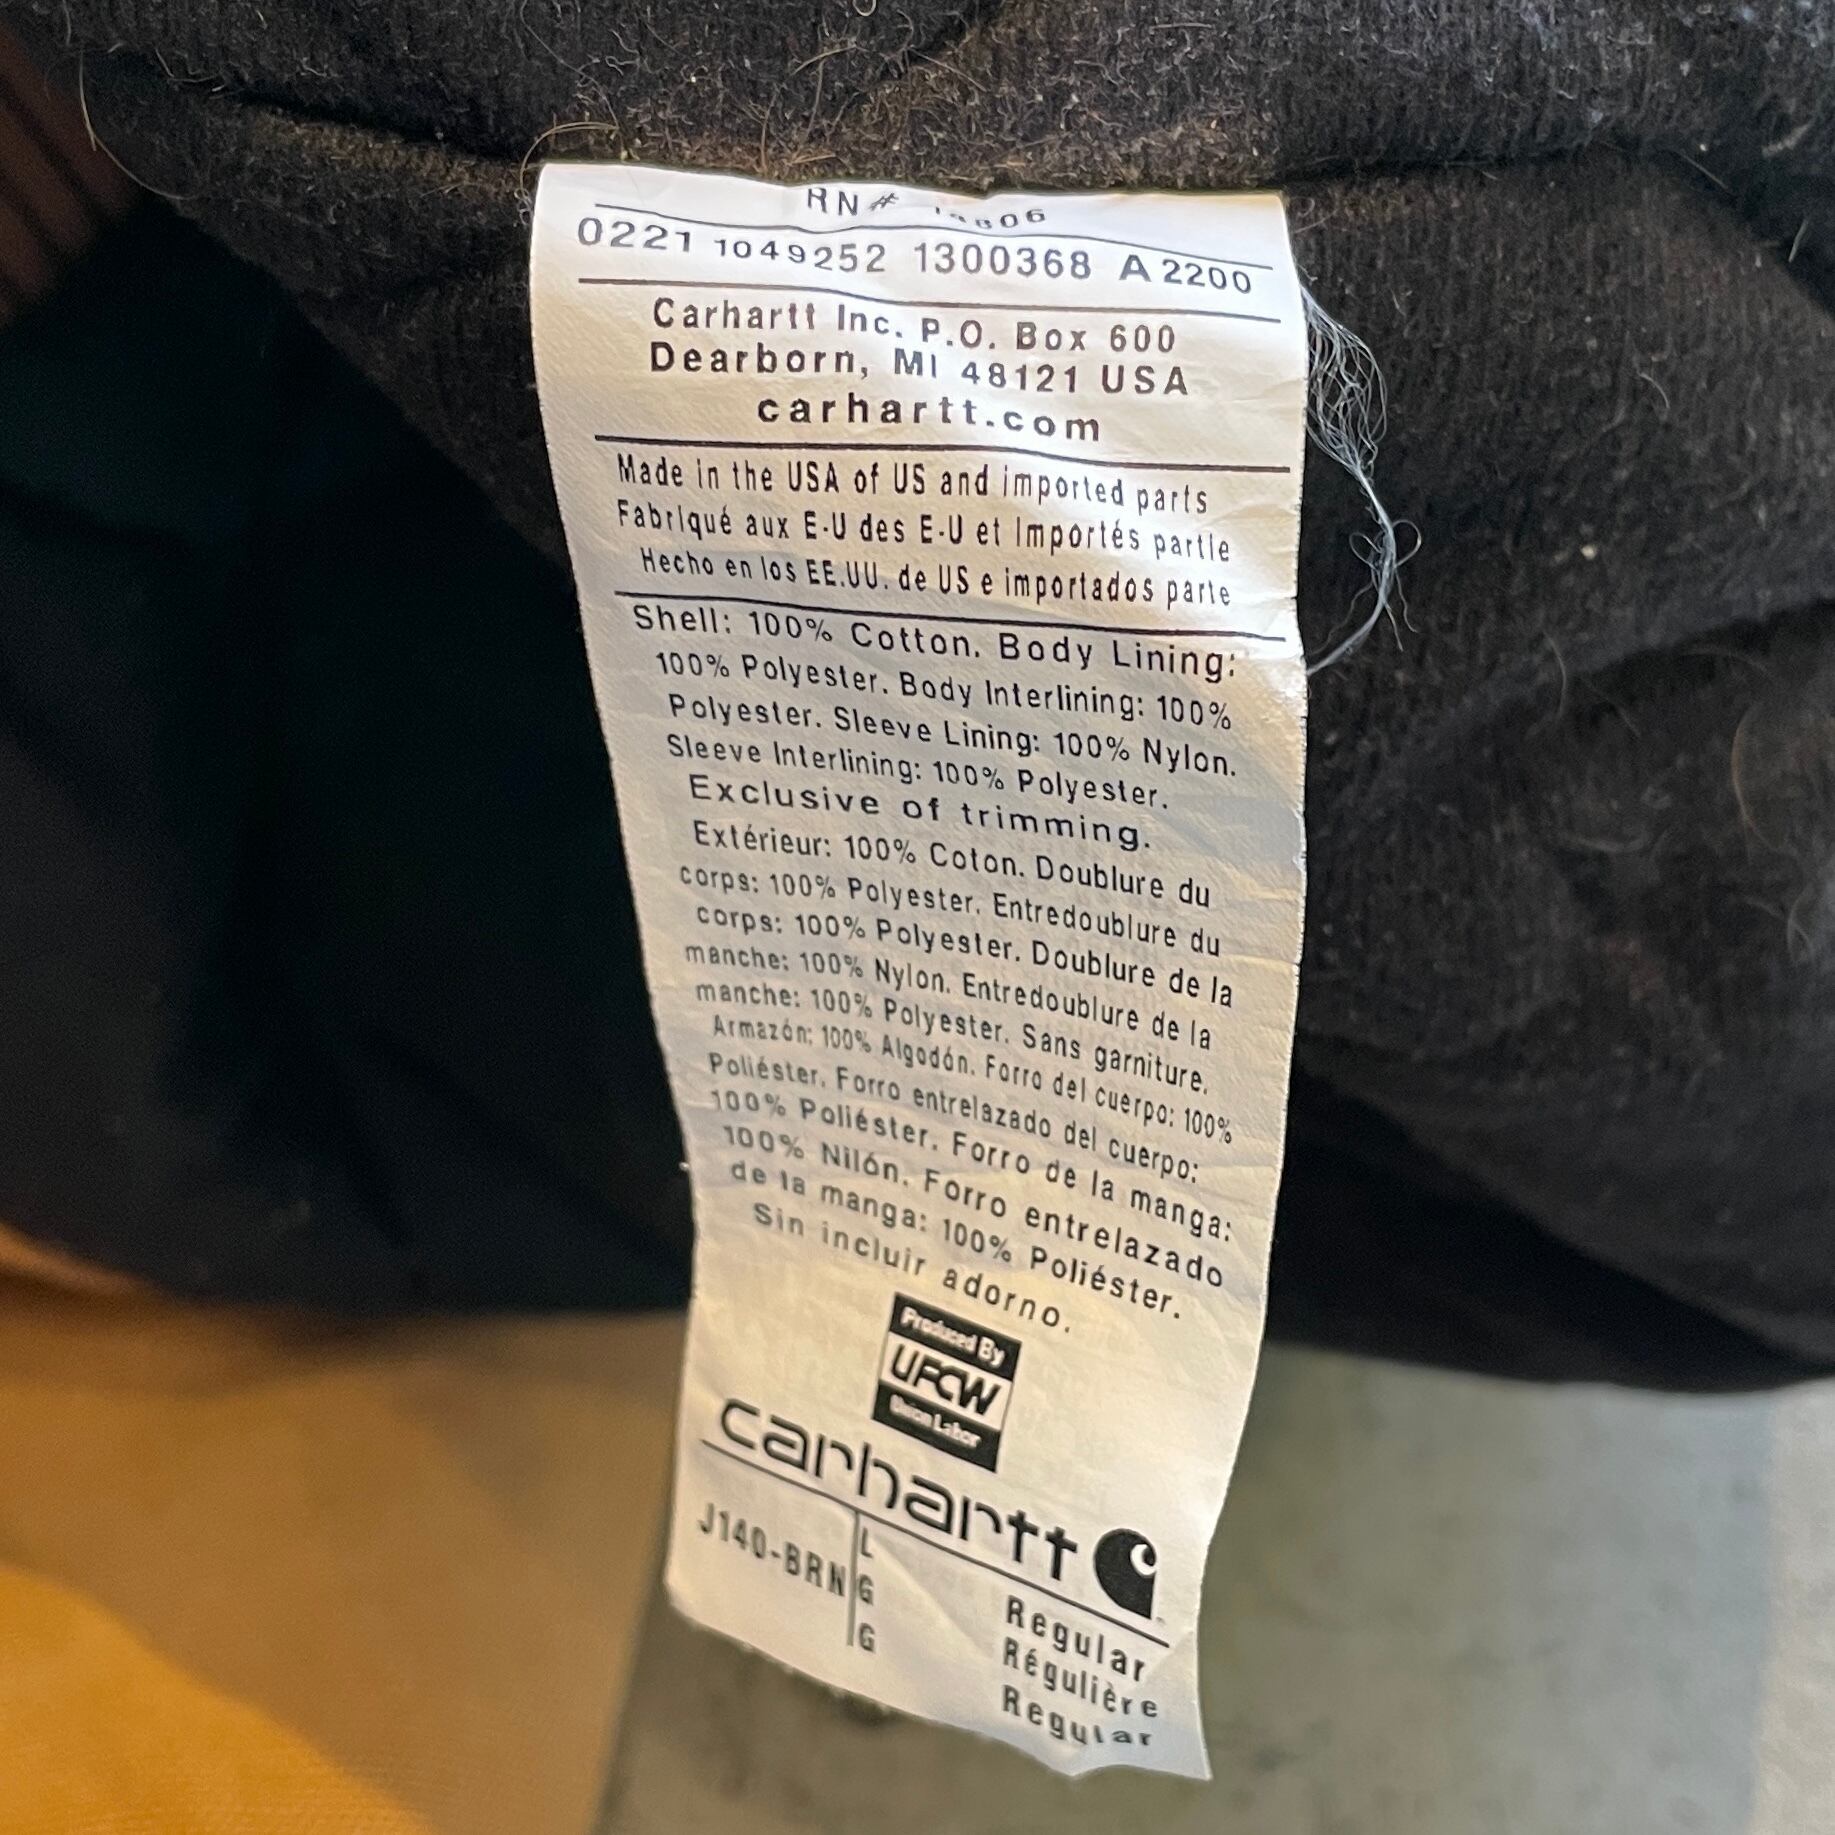 RN#
0221 1049252 1300368 A 2200
Carhartt Inc. P.O. Box 600
Dearborn, MI 48121 USA
carhartt.com
Made in the USA of US and imported parts
Fabriqué aux E-U des E-U et Importés partie
Hecho en los EE.UU. de US e importados parte
Shell: 100% Cotton. Body Lining:
100% Polyester. Body Interlining: 100%
Polyester. Sleeve Lining: 100% Nylon.
Sleeve Interlining: 100% Polyester.
Exclusive of trimming.
Extérieur: 100% Coton. Doublure du
corps: 100% Polyester. Entredoublure du
corps: 100% Polyester. Doublure de la
manche: 100% Nylon. Entredoublure de la
manche: 100% Polyester. Sans garniture.
Armazón: 100% Algodón. Forro del cuerpo: 100%
Poliéster. Forro entrelazado del cuerpo:
100% Poliéster. Forro de la manga:
100% Nilón. Forro entrelazado
de la manga: 100% Poliéster.
Sin incluir adorno.
Produced By
UFCW
Union Labor
carhartt
J140-BRN L Regular
G Régulière
G Regular